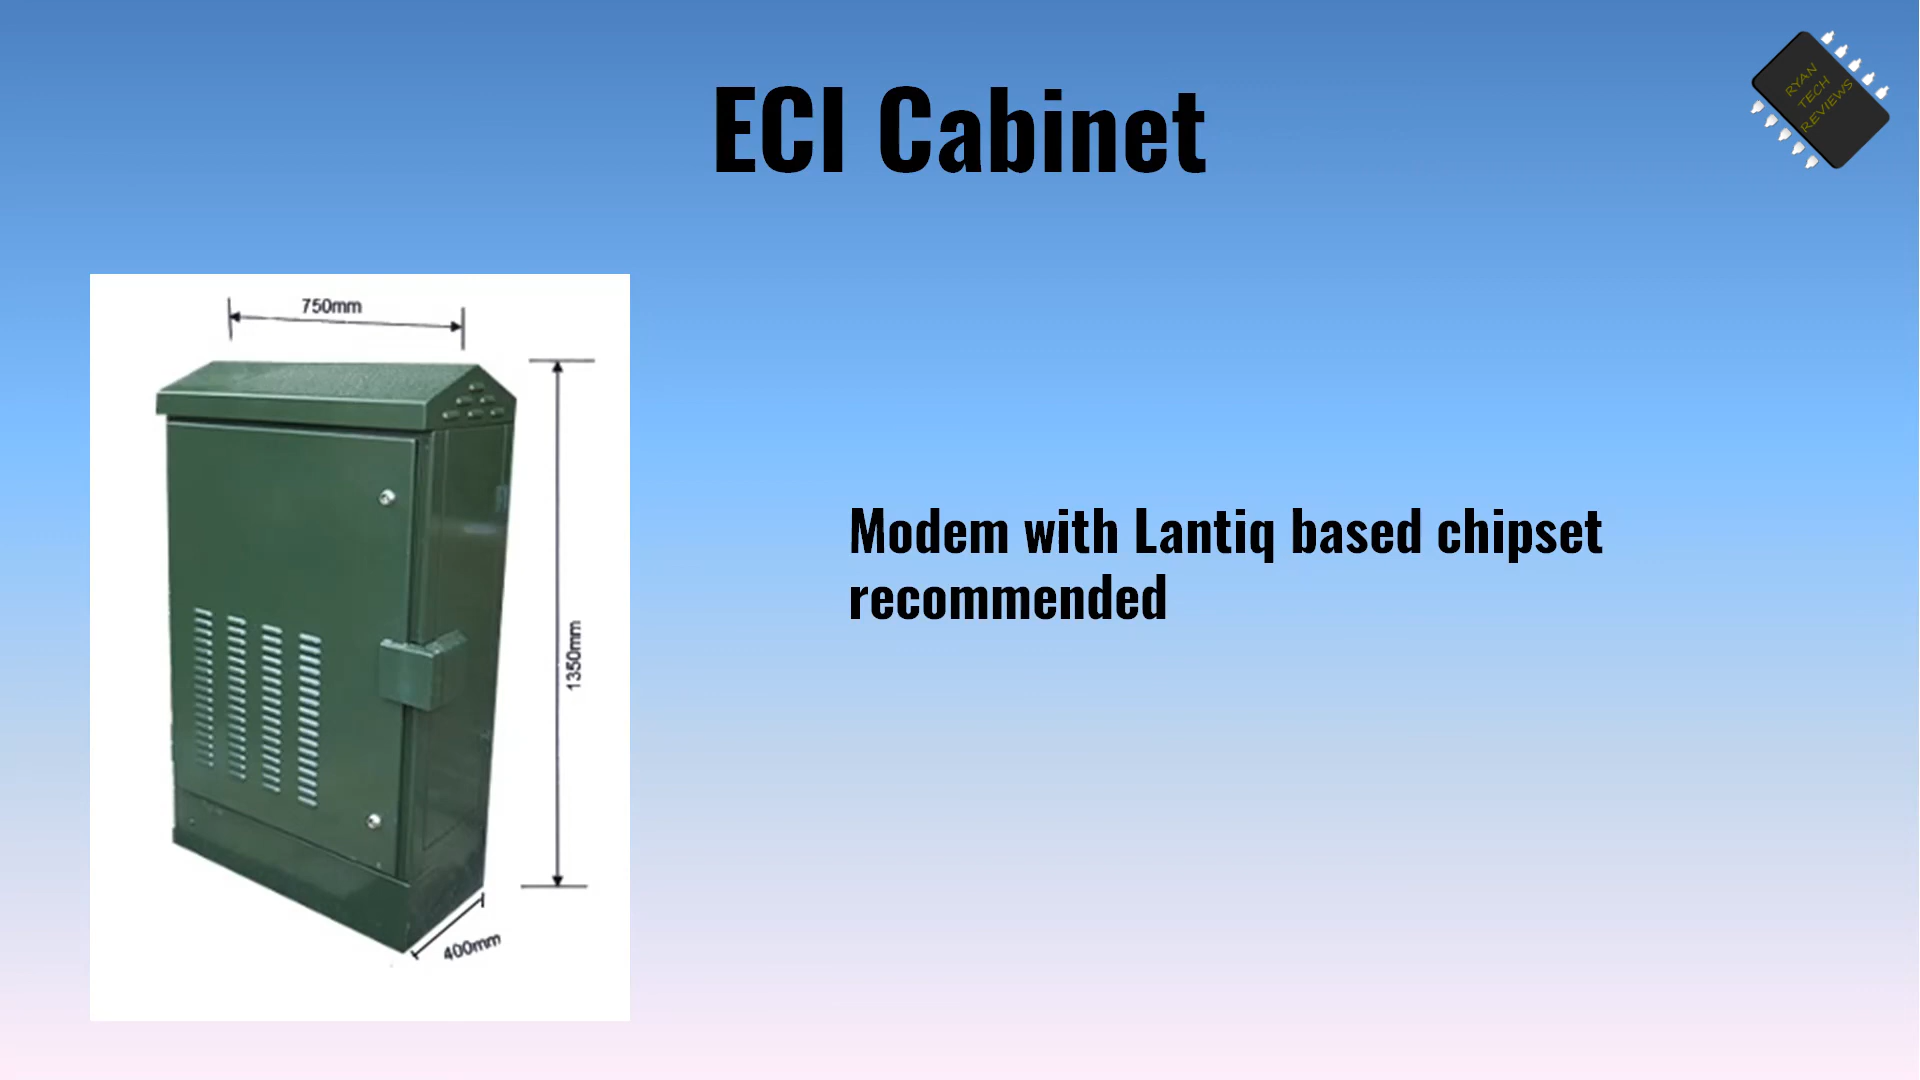 ECI Cabinet
RYAN
TECH
REVIEWS
750mm
1350mm
400mm
Modem with Lantiq based chipset
recommended